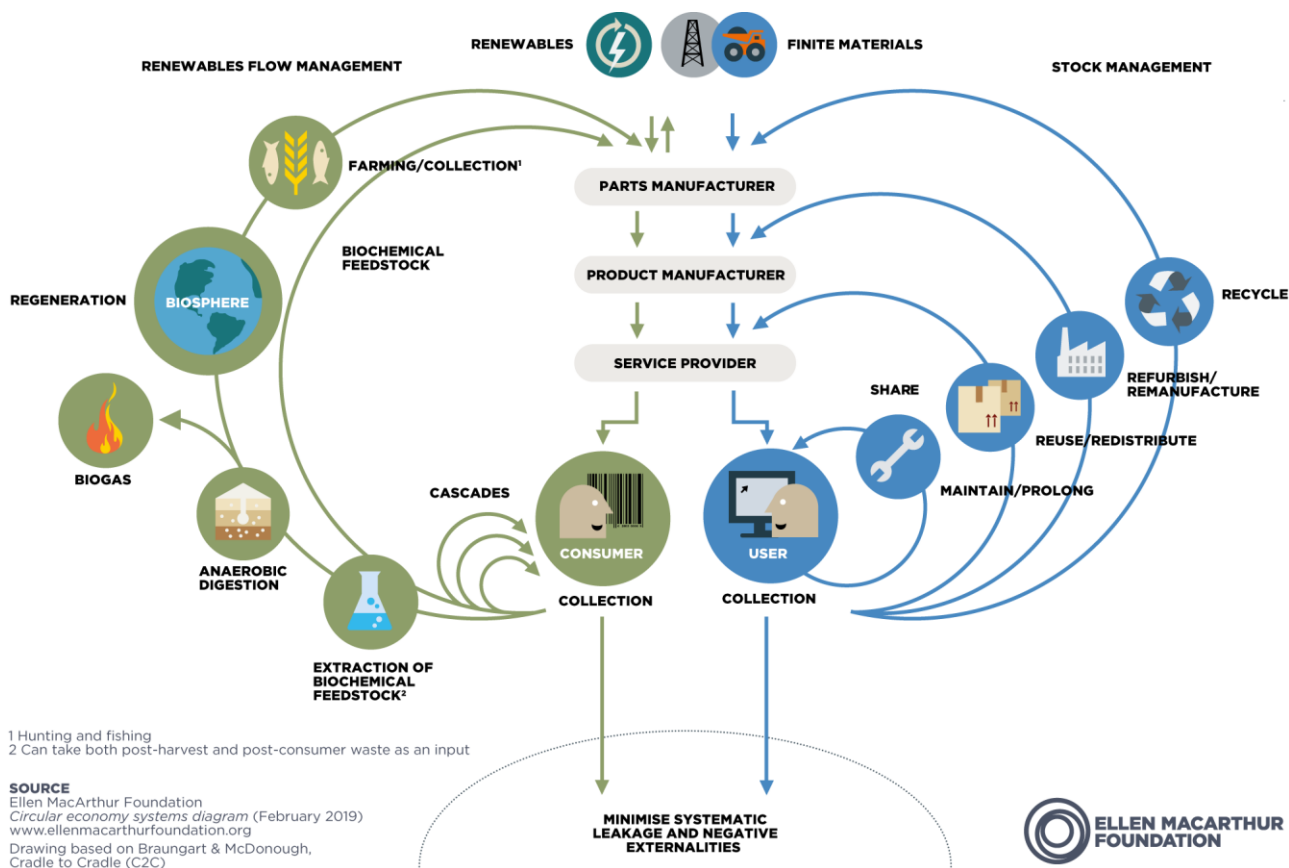 RENEWABLES
FINITE MATERIALS
RENEWABLES FLOW MANAGEMENT
STOCK MANAGEMENT
FARMING/COLLECTION¹
PARTS MANUFACTURER
BIOCHEMICAL
FEEDSTOCK
PRODUCT MANUFACTURER
REGENERATION
BIOSPHERE
RECYCLE
SERVICE PROVIDER
SHARE
REFURBISH/
REMANUFACTURE
REUSE/REDISTRIBUTE
BIOGAS
CASCADES
MAINTAIN/PROLONG
CONSUMER
USER
ANAEROBIC
DIGESTION
COLLECTION
COLLECTION
EXTRACTION OF
BIOCHEMICAL
FEEDSTOCK²
1 Hunting and fishing
2 Can take both post-harvest and post-consumer waste as an input
SOURCE
Ellen MacArthur Foundation
Circular economy systems diagram (February 2019)
www.ellenmacarthurfoundation.org
Drawing based on Braungart & McDonough,
Cradle to Cradle (C2C)
MINIMISE SYSTEMATIC
LEAKAGE AND NEGATIVE
EXTERNALITIES
ELLEN MACARTHUR
FOUNDATION